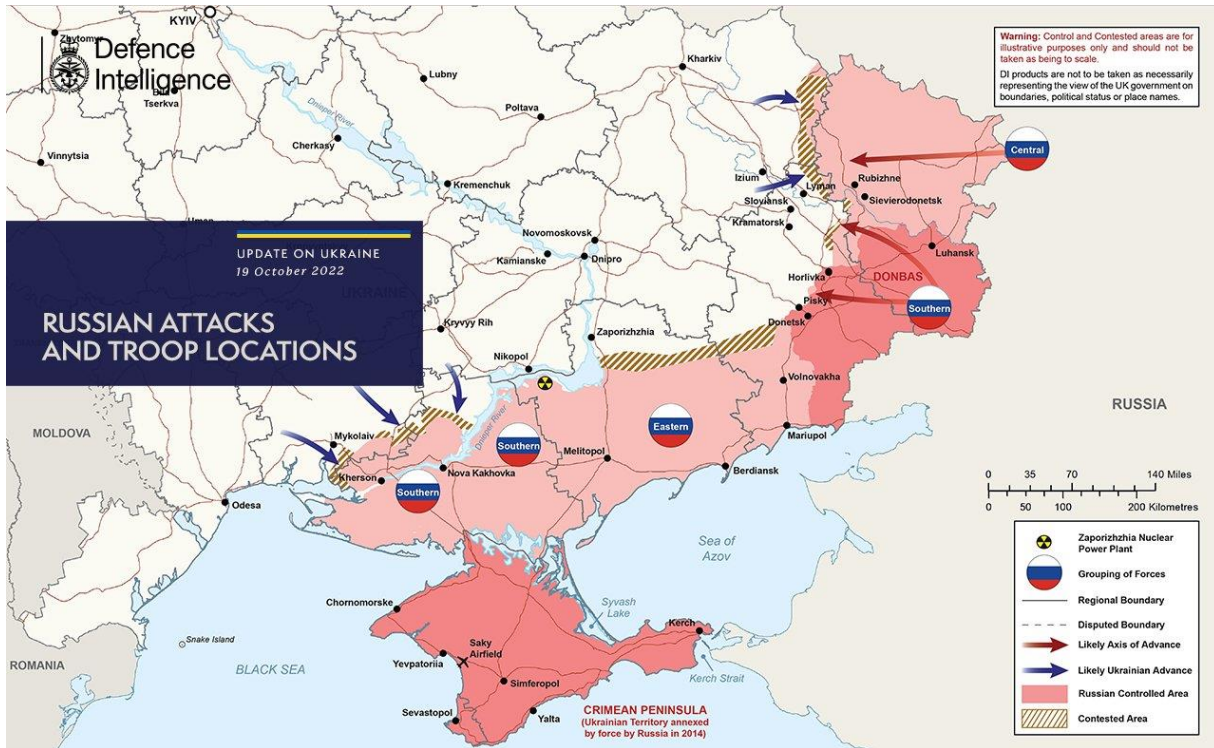 KYIV
Zhytomyr
Defence
Intelligence
Bila
Tserkva
Lubny
Kharkiv
Warning: Control and Contested areas are for
illustrative purposes only and should not be
taken as being to scale.
DI products are not to be taken as necessarily
representing the view of the UK government on
boundaries, political status or place names.
Dnieper River
Poltava
Cherkasy
Vinnytsia
Kremenchuk
Central
Izium
Lyman
Rubizhne
Sloviansk
Sievierodonetsk
Kramatorsk
Uman
UPDATE ON UKRAINE
19 October 2022
UKRAINE
RUSSIAN ATTACKS
AND TROOP LOCATIONS
Novomoskovsk
Kamianske
Dnipro
Luhansk
Horlivka
DONBAS
Pisky
Donetsk
Southern
Kryvyy Rih
Zaporizhzhia
Nikopol
Volnovakha
RUSSIA
MOLDOVA
Mykolaiv
Dnieper River
Southern
Eastern
Mariupol
Melitopol
Berdiansk
Kherson
Nova Kakhovka
Southern
Odesa
0 35 70 140 Miles
0 50 100 200 Kilometres
Sea of
Azov
Zaporizhzhia Nuclear
Power Plant
Grouping of Forces
Regional Boundary
Disputed Boundary
Likely Axis of Advance
Likely Ukrainian Advance
Russian Controlled Area
Contested Area
Chornomorske
Syvash
Lake
Kerch
Snake Island
Saky
Airfield
Yevpatoriia
Kerch Strait
ROMANIA
BLACK SEA
Simferopol
Sevastopol
Yalta
CRIMEAN PENINSULA
(Ukrainian Territory annexed
by force by Russia in 2014)